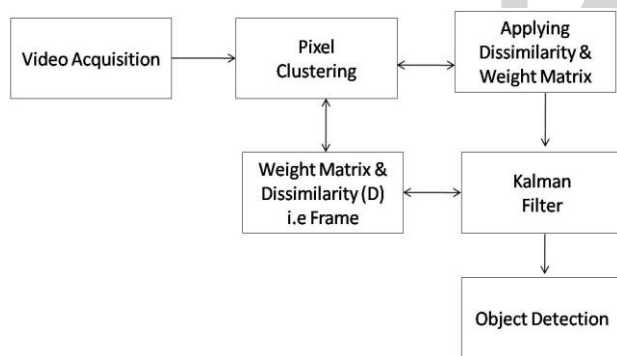 Video Acquisition
Pixel
Clustering
Applying
Dissimilarity &
Weight Matrix
Weight Matrix &
Dissimilarity (D)
i.e Frame
Kalman
Filter
Object Detection